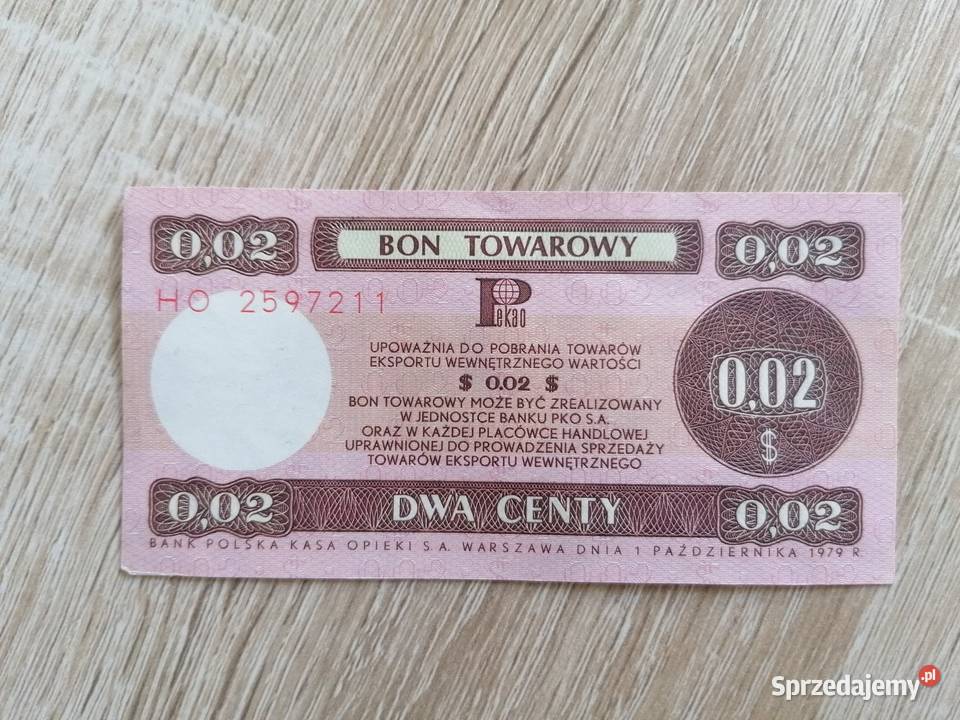 0,02 BON TOWAROWY 0,02
HO 2597211
Pekao
UPOWAŻNIA DO POBRANIA TOWARÓW
EKSPORTU WEWNĘTRZNEGO WARTOŚCI
$ 0.02 $
BON TOWAROWY MOŻE BYĆ ZREALIZOWANY
W JEDNOSTCE BANKU PKO S.A.
ORAZ W KAŻDEJ PLACÓWCE HANDLOWEJ
UPRAWNIONEJ DO PROWADZENIA SPRZEDAŻY
TOWARÓW EKSPORTU WEWNĘTRZNEGO
0,02
$
0,02 DWA CENTY 0,02
BANK POLSKA KASA OPIEKI S.A. WARSZAWA DNIA 1 PAŹDZIERNIKA 1979 R.
Sprzedajemy.pl